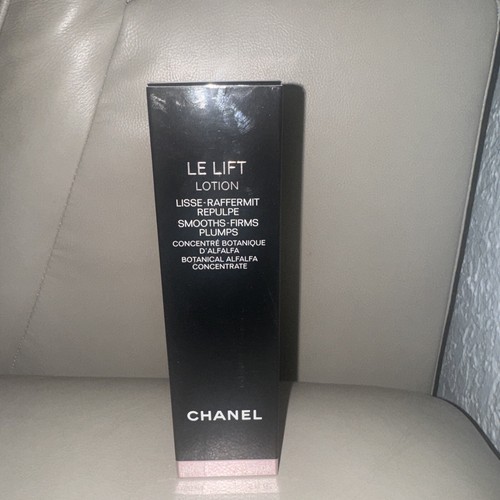 LE LIFT
LOTION
LISSE-RAFFERMIT
REPULPE
SMOOTHS-FIRMS
PLUMPS
CONCENTRÉ BOTANIQUE
D'ALFALFA
BOTANICAL ALFALFA
CONCENTRATE
CHANEL